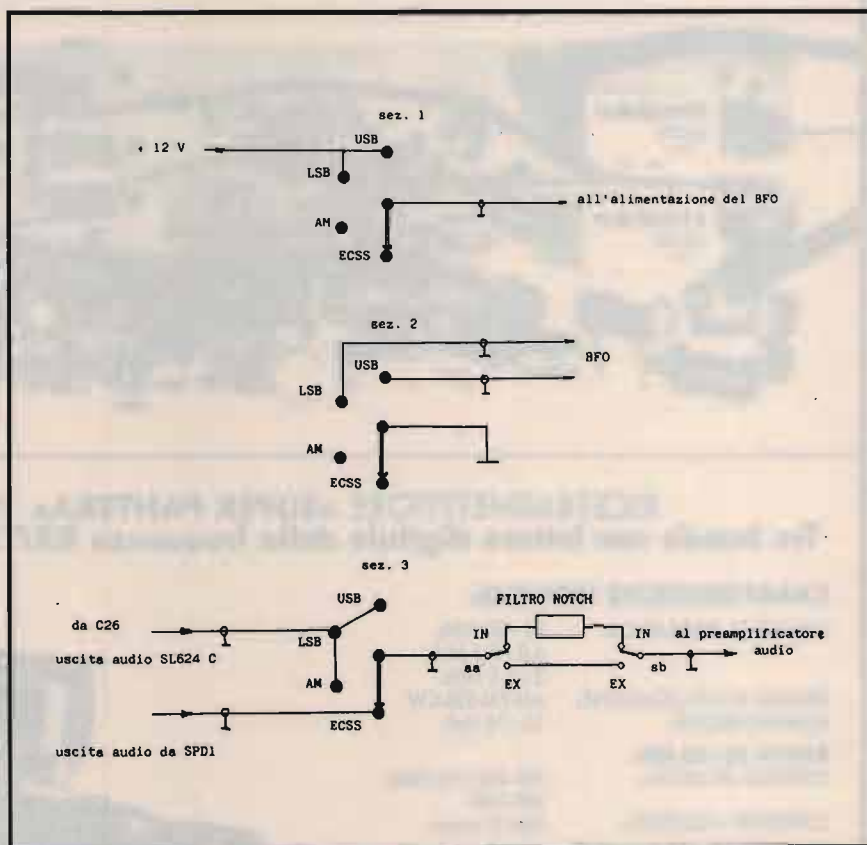 sez. 1
+ 12 V
USB
LSB
all'alimentazione del BFO
AM
ECSS
sez. 2
USB
BFO
LSB
AM
ECSS
sez. 3
USB
FILTRO NOTCH
da C26
LSB
IN
IN
al preamplificatore
audio
uscita audio SL624 C
aa
sb
AM
EX
EX
ECSS
uscita audio da SPD1